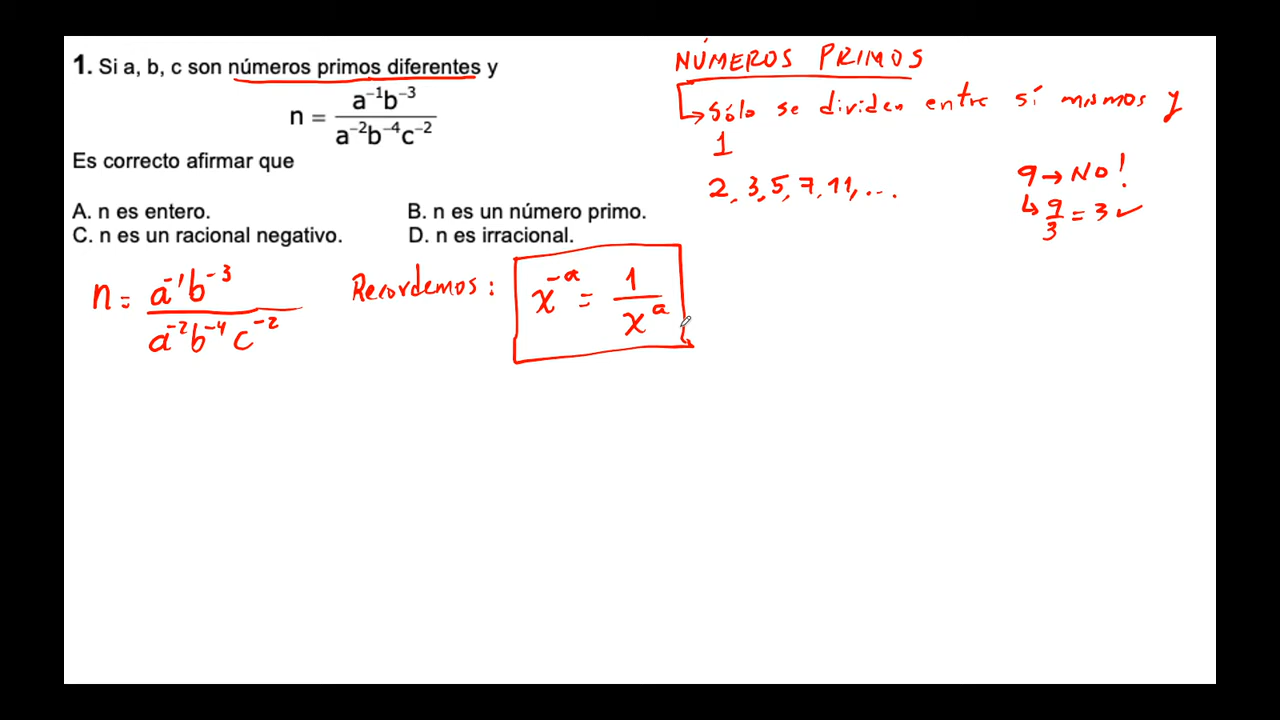 1. Si a, b, c son números primos diferentes y
n = a⁻¹b⁻³ / a⁻²b⁻⁴c⁻²
Es correcto afirmar que
A. n es entero. B. n es un número primo.
C. n es un racional negativo. D. n es irracional.
n = a⁻¹b⁻³ / a⁻²b⁻⁴c⁻²
Recordemos: x⁻ᵃ = 1 / xᵃ
NÚMEROS PRIMOS
Sólo se dividen entre sí mismos y
1
2, 3, 5, 7, 11, ...
9 → NO!
9/3 = 3 ✓